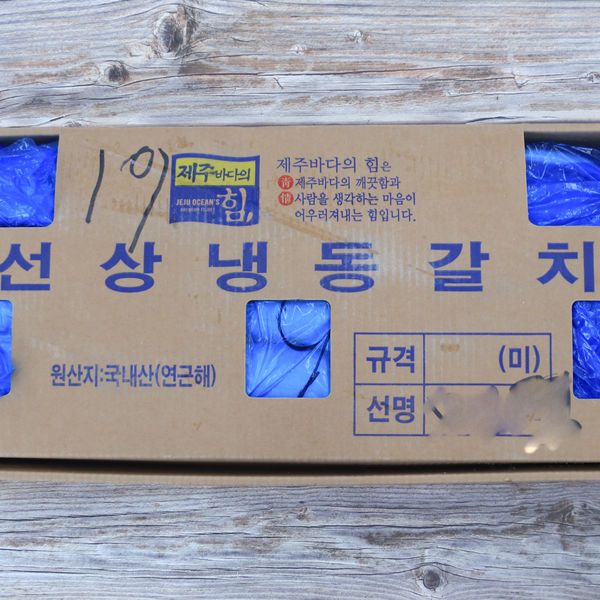 19
제주바다의
힘,
JEJU OCEAN'S
제주바다의 힘은
제주바다의 깨끗함과
사람을 생각하는 마음이
어우러져내는 힘입니다.
선상냉동갈치
원산지:국내산(연근해)
규격 (미)
선명